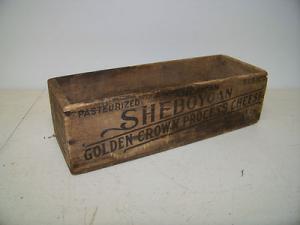 PASTEURIZED
SHEBOYGAN
GOLDEN CROWN PROCESS CHEESE